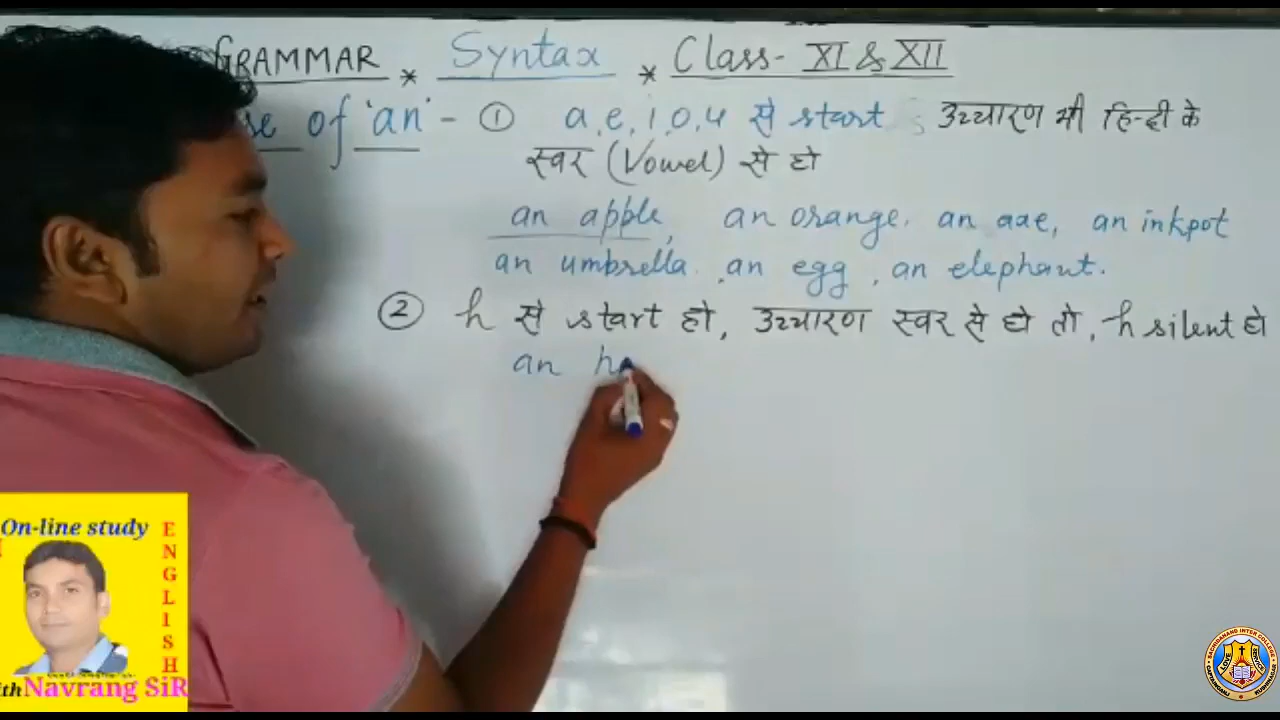 GRAMMAR * Syntax * Class- XI & XII
se of 'an' - ① a, e, i, o, u से start ; उच्चारण भी हिन्दी के
स्वर (Vowel) से हो
an apple, an orange. an axe, an inkpot
an umbrella. an egg, an elephant.
② h से start हो, उच्चारण स्वर से हो तो, h silent हो
an h
On-line study
ENGLISH
ith Navrang SiR